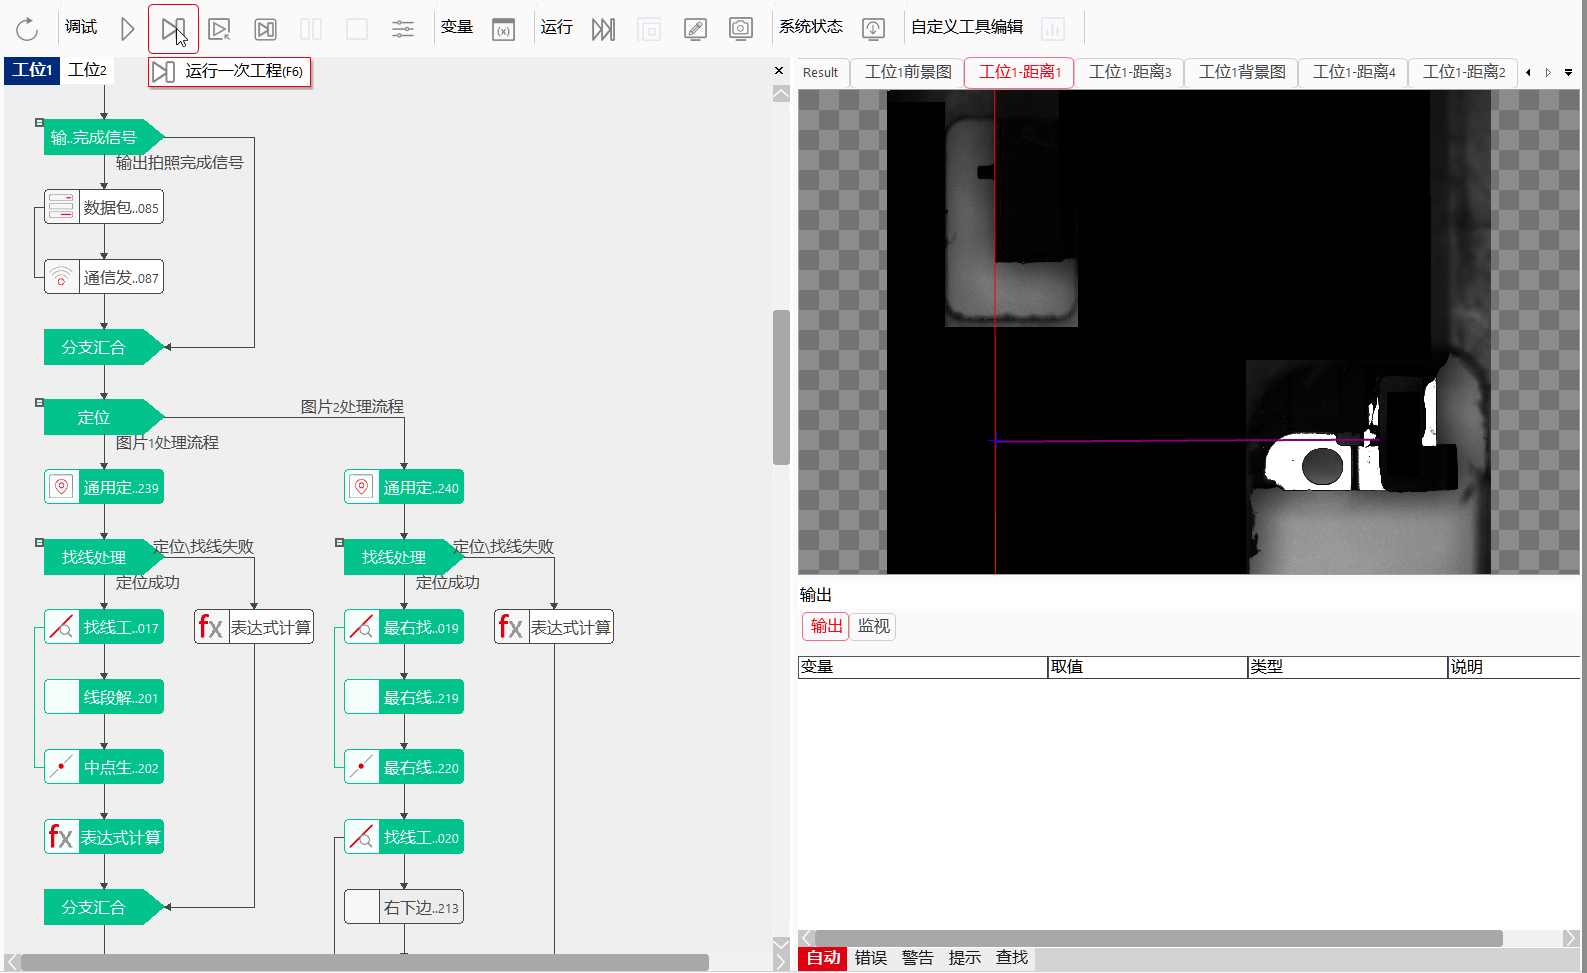 调试
变量
运行
系统状态
自定义工具编辑
工位1
工位2
运行一次工程(F6)
Result
工位1前景图
工位1-距离1
工位1-距离3
工位1背景图
工位1-距离4
工位1-距离2
输..完成信号
输出拍照完成信号
数据包..085
通信发..087
分支汇合
定位
图片2处理流程
图片1处理流程
通用定..239
通用定..240
找线处理
定位\找线失败
找线处理
定位\找线失败
定位成功
定位成功
找线工..017
表达式计算
最右找..019
表达式计算
线段解..201
最右线..219
中点生..202
最右线..220
表达式计算
找线工..020
分支汇合
右下边..213
输出
输出
监视
变量
取值
类型
说明
自动
错误
警告
提示
查找